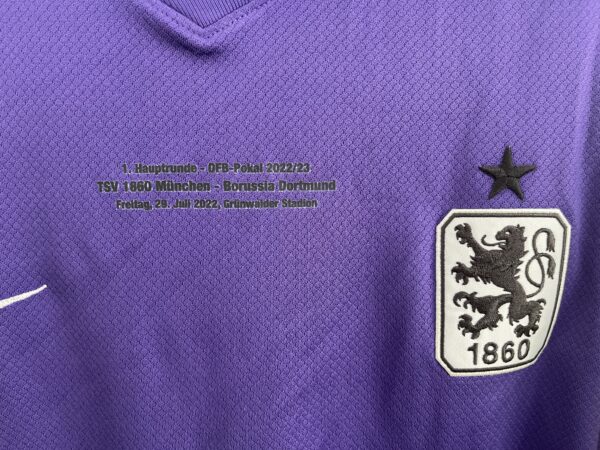 1. Hauptrunde - DFB-Pokal 2022/23
TSV 1860 München - Borussia Dortmund
Freitag, 29. Juli 2022, Grünwalder Stadion
1860